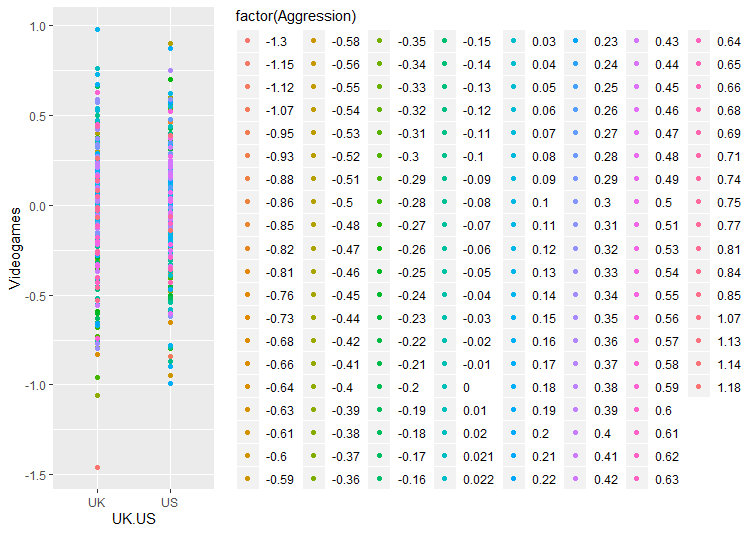 factor(Aggression)
1.0
0.5
0.0
-0.5
-1.0
-1.5
Videogames
UK US
UK.US
-1.3 -0.58 -0.35 -0.15 0.03 0.23 0.43 0.64
-1.15 -0.56 -0.34 -0.14 0.04 0.24 0.44 0.65
-1.12 -0.55 -0.33 -0.13 0.05 0.25 0.45 0.66
-1.07 -0.54 -0.32 -0.12 0.06 0.26 0.46 0.68
-0.95 -0.53 -0.31 -0.11 0.07 0.27 0.47 0.69
-0.93 -0.52 -0.3 -0.1 0.08 0.28 0.48 0.71
-0.88 -0.51 -0.29 -0.09 0.09 0.29 0.49 0.74
-0.86 -0.5 -0.28 -0.08 0.1 0.3 0.5 0.75
-0.85 -0.48 -0.27 -0.07 0.11 0.31 0.51 0.77
-0.82 -0.47 -0.26 -0.06 0.12 0.32 0.53 0.81
-0.81 -0.46 -0.25 -0.05 0.13 0.33 0.54 0.84
-0.76 -0.45 -0.24 -0.04 0.14 0.34 0.55 0.85
-0.73 -0.44 -0.23 -0.03 0.15 0.35 0.56 1.07
-0.68 -0.42 -0.22 -0.02 0.16 0.36 0.57 1.13
-0.66 -0.41 -0.21 -0.01 0.17 0.37 0.58 1.14
-0.64 -0.4 -0.2 0 0.18 0.38 0.59 1.18
-0.63 -0.39 -0.19 0.01 0.19 0.39 0.6
-0.61 -0.38 -0.18 0.02 0.2 0.4 0.61
-0.6 -0.37 -0.17 0.021 0.21 0.41 0.62
-0.59 -0.36 -0.16 0.022 0.22 0.42 0.63